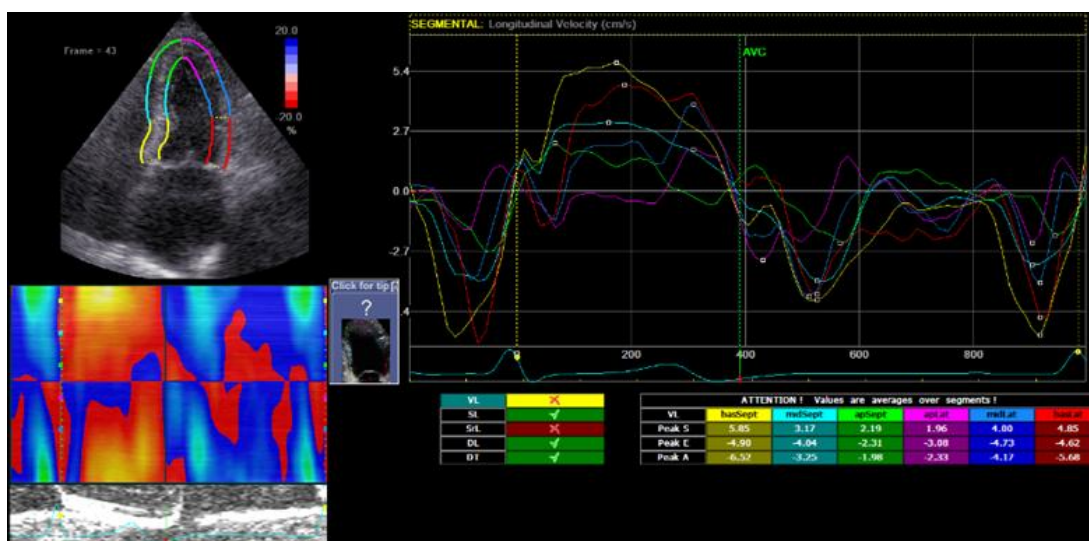 SEGMENTAL: Longitudinal Velocity (cm/s)
Frame = 43
20.0
-20.0
%
AVC
5.4
2.7
0.0
-2.7
.4
0 200 400 600 800
Click for tip
?
VL
SL
SrL
DL
DT
ATTENTION ! Values are averages over segments !
VL basSept mdSept apSept apLat midLat basLat
Peak S 5.85 3.17 2.19 1.96 4.00 4.85
Peak E -4.90 -4.04 -2.31 -3.08 -4.73 -4.62
Peak A -6.52 -3.25 -1.98 -2.33 -4.17 -5.68